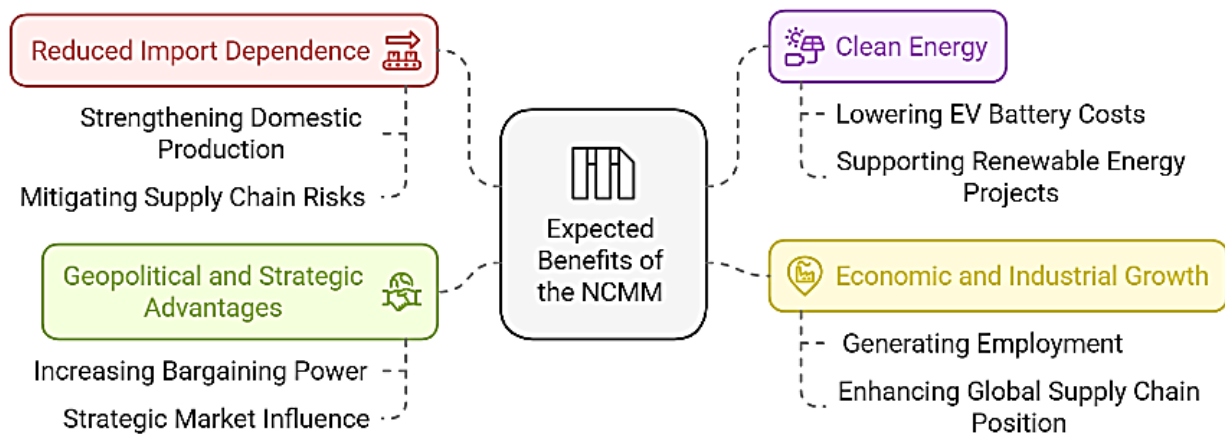 Reduced Import Dependence
Strengthening Domestic
Production
Mitigating Supply Chain Risks
Geopolitical and Strategic
Advantages
Increasing Bargaining Power
Strategic Market Influence
Expected
Benefits of
the NCMM
Clean Energy
Lowering EV Battery Costs
Supporting Renewable Energy
Projects
Economic and Industrial Growth
Generating Employment
Enhancing Global Supply Chain
Position